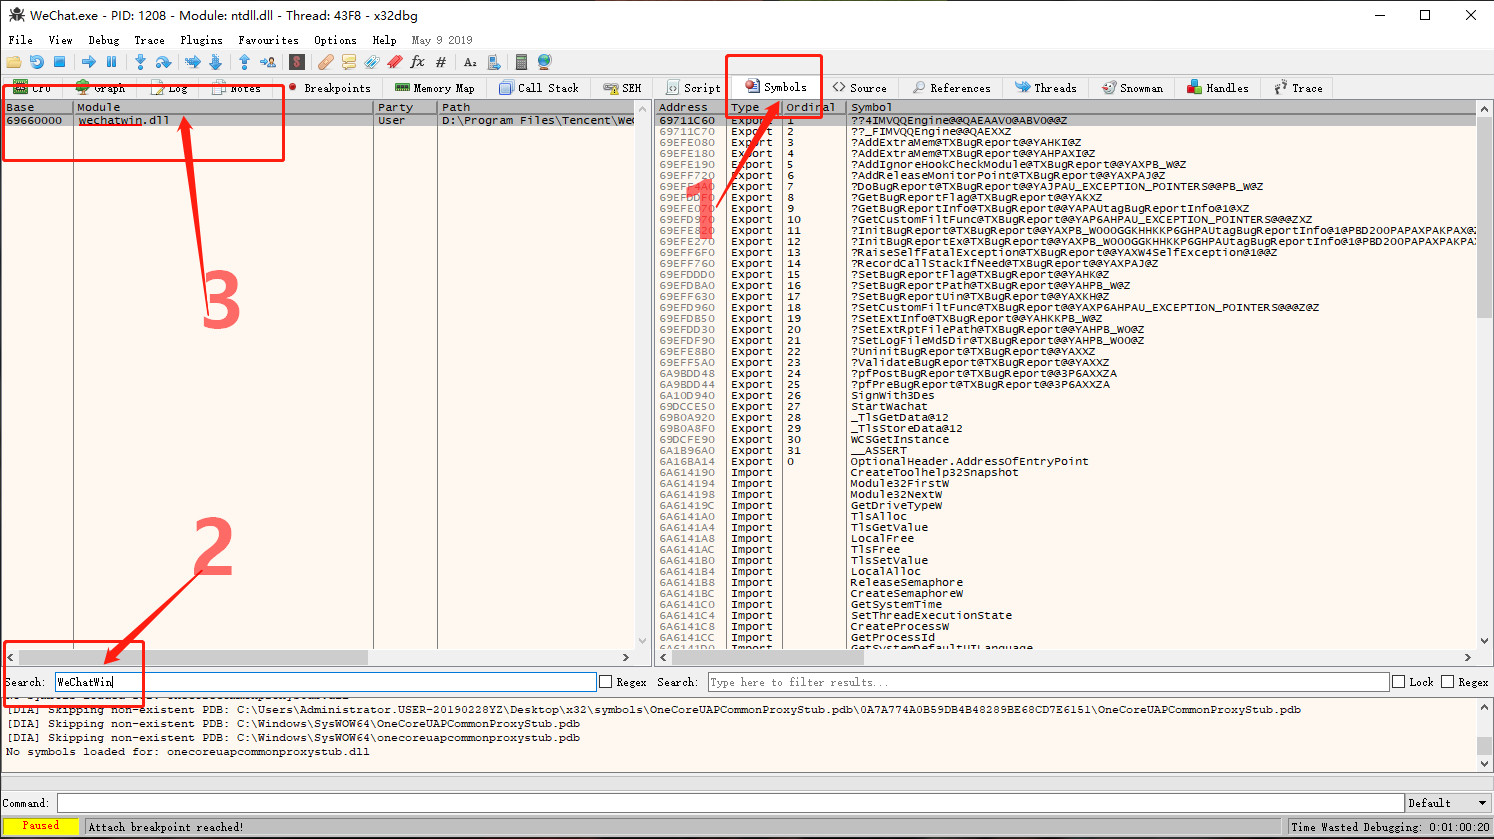 WeChat.exe - PID: 1208 - Module: ntdll.dll - Thread: 43F8 - x32dbg
File View Debug Trace Plugins Favourites Options Help May 9 2019
CPU Graph Log Notes Breakpoints Memory Map Call Stack SEH Script Symbols Source References Threads Snowman Handles Trace
Base Module Party Path
69660000 wechatwin.dll User D:\Program Files\Tencent\WeC
Address Type Ordinal Symbol
69711C60 Export 1 ??4IMVQQEngine@@QAEAAV0@ABV0@@Z
69711C70 Export 2 ??_FIMVQQEngine@@QAEXXZ
69EFE080 Export 3 ?AddExtraMem@TXBugReport@@YAHKI@Z
69EFE180 Export 4 ?AddExtraMem@TXBugReport@@YAHPAXI@Z
69EFE190 Export 5 ?AddIgnoreHookCheckModule@TXBugReport@@YAXPB_W@Z
69EFF720 Export 6 ?AddReleaseMonitorPoint@TXBugReport@@YAXPAJ@Z
69EFE4A0 Export 7 ?DoBugReport@TXBugReport@@YAJPAU_EXCEPTION_POINTERS@@PB_W@Z
69EFDDF0 Export 8 ?GetBugReportFlag@TXBugReport@@YAKXZ
69EFE070 Export 9 ?GetBugReportInfo@TXBugReport@@YAPAUtagBugReportInfo@1@XZ
69EFD970 Export 10 ?GetCustomFiltFunc@TXBugReport@@YAP6AHPAU_EXCEPTION_POINTERS@@@ZXZ
69EFE820 Export 11 ?InitBugReport@TXBugReport@@YAXPB_W000GGKHHKKP6GHPAUtagBugReportInfo@1@PBD200PAPAXPAKPAX@Z
69EFE270 Export 12 ?InitBugReportEx@TXBugReport@@YAXPB_W000GGKHHKKP6GHPAUtagBugReportInfo@1@PBD200PAPAXPAKPAX
69EFF6F0 Export 13 ?RaiseSelfFatalException@TXBugReport@@YAXW4SelfException@1@@Z
69EFF760 Export 14 ?RecordCallStackIfNeed@TXBugReport@@YAXPAJ@Z
69EFDDD0 Export 15 ?SetBugReportFlag@TXBugReport@@YAHK@Z
69EFDBA0 Export 16 ?SetBugReportPath@TXBugReport@@YAHPB_W@Z
69EFF630 Export 17 ?SetBugReportUin@TXBugReport@@YAXKH@Z
69EFD960 Export 18 ?SetCustomFiltFunc@TXBugReport@@YAXP6AHPAU_EXCEPTION_POINTERS@@@Z@Z
69EFDB50 Export 19 ?SetExtInfo@TXBugReport@@YAHKKPB_W@Z
69EFDD30 Export 20 ?SetExtRptFilePath@TXBugReport@@YAHPB_W0@Z
69EFDF90 Export 21 ?SetLogFileMd5Dir@TXBugReport@@YAHPB_W00@Z
69EFE8B0 Export 22 ?UninitBugReport@TXBugReport@@YAXXZ
69EFF5A0 Export 23 ?ValidateBugReport@TXBugReport@@YAXXZ
6A9BDD48 Export 24 ?pfPostBugReport@TXBugReport@@3P6AXXZA
6A9BDD44 Export 25 ?pfPreBugReport@TXBugReport@@3P6AXXZA
6A10D940 Export 26 SignWith3Des
69DCCE50 Export 27 StartWachat
69B0A920 Export 28 _TlsGetData@12
69B0A8F0 Export 29 _TlsStoreData@12
69DCFE90 Export 30 WCSGetInstance
6A1B96A0 Export 31 __ASSERT
6A16BA14 Export 0 OptionalHeader.AddressOfEntryPoint
6A614190 Import CreateToolhelp32Snapshot
6A614194 Import Module32FirstW
6A614198 Import Module32NextW
6A61419C Import GetDriveTypeW
6A6141A0 Import TlsAlloc
6A6141A4 Import TlsGetValue
6A6141A8 Import LocalFree
6A6141AC Import TlsFree
6A6141B0 Import TlsSetValue
6A6141B4 Import LocalAlloc
6A6141B8 Import ReleaseSemaphore
6A6141BC Import CreateSemaphoreW
6A6141C0 Import GetSystemTime
6A6141C4 Import SetThreadExecutionState
6A6141C8 Import CreateProcessW
6A6141CC Import GetProcessId
6A6141D0 Import GetSystemDefaultUILanguage
1
3
2
Search: WeChatWin Regex Search: Type here to filter results... Lock Regex
[DIA] Skipping non-existent PDB: C:\Users\Administrator.USER-20190228YZ\Desktop\x32\symbols\OneCoreUAPCommonProxyStub.pdb\0A7A774A0B59DB4B48289BE68CD7E6151\OneCoreUAPCommonProxyStub.pdb
[DIA] Skipping non-existent PDB: C:\Windows\SysWOW64\OneCoreUAPCommonProxyStub.pdb
[DIA] Skipping non-existent PDB: C:\Windows\SysWOW64\onecoreuapcommonproxystub.pdb
No symbols loaded for: onecoreuapcommonproxystub.dll
Command: Default
Paused Attach breakpoint reached! Time Wasted Debugging: 0:01:00:20